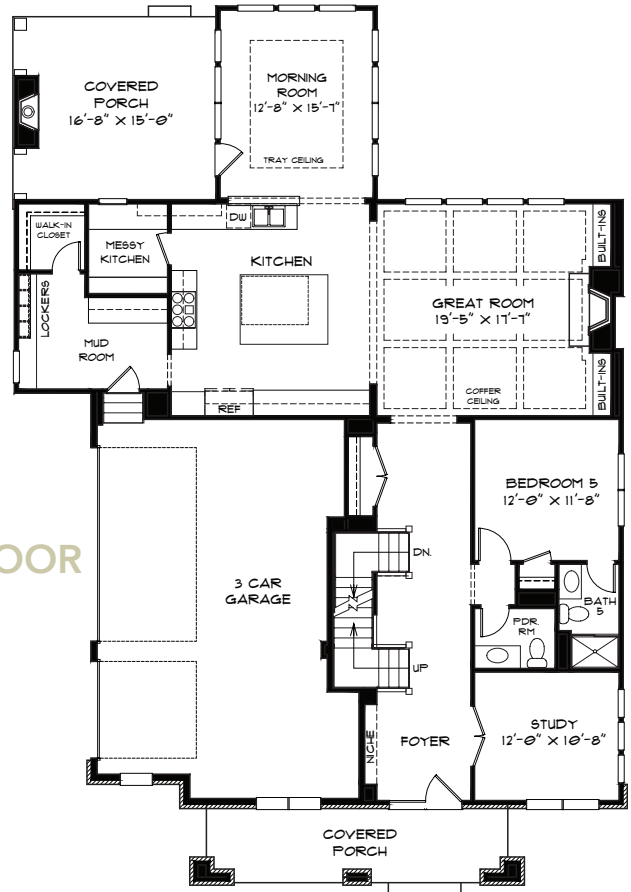 COVERED
PORCH
16'-8" X 15'-0"
MORNING
ROOM
12'-8" X 15'-7"
TRAY CEILING
WALK-IN
CLOSET
MESSY
KITCHEN
DW
KITCHEN
BUILT-INS
LOCKERS
MUD
ROOM
GREAT ROOM
19'-5" X 17'-7"
COFFER
CEILING
BUILT-INS
REF
BEDROOM 5
12'-0" X 11'-8"
OOR
3 CAR
GARAGE
DN.
BATH
5
PDR.
RM
UP
NICHE
FOYER
STUDY
12'-0" X 10'-8"
COVERED
PORCH